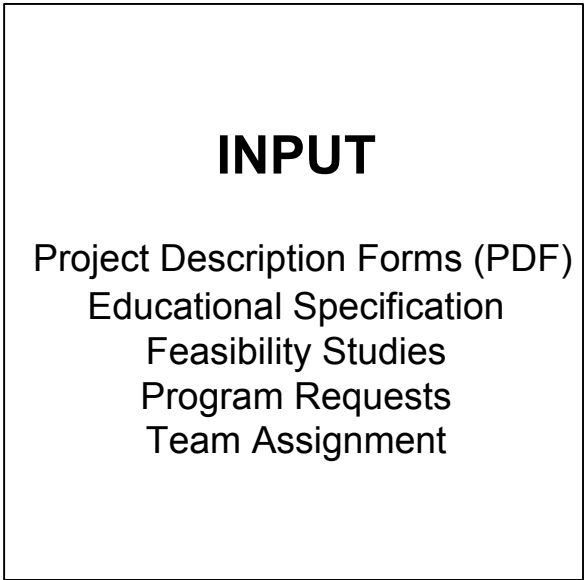 INPUT
Project Description Forms (PDF)
Educational Specification
Feasibility Studies
Program Requests
Team Assignment